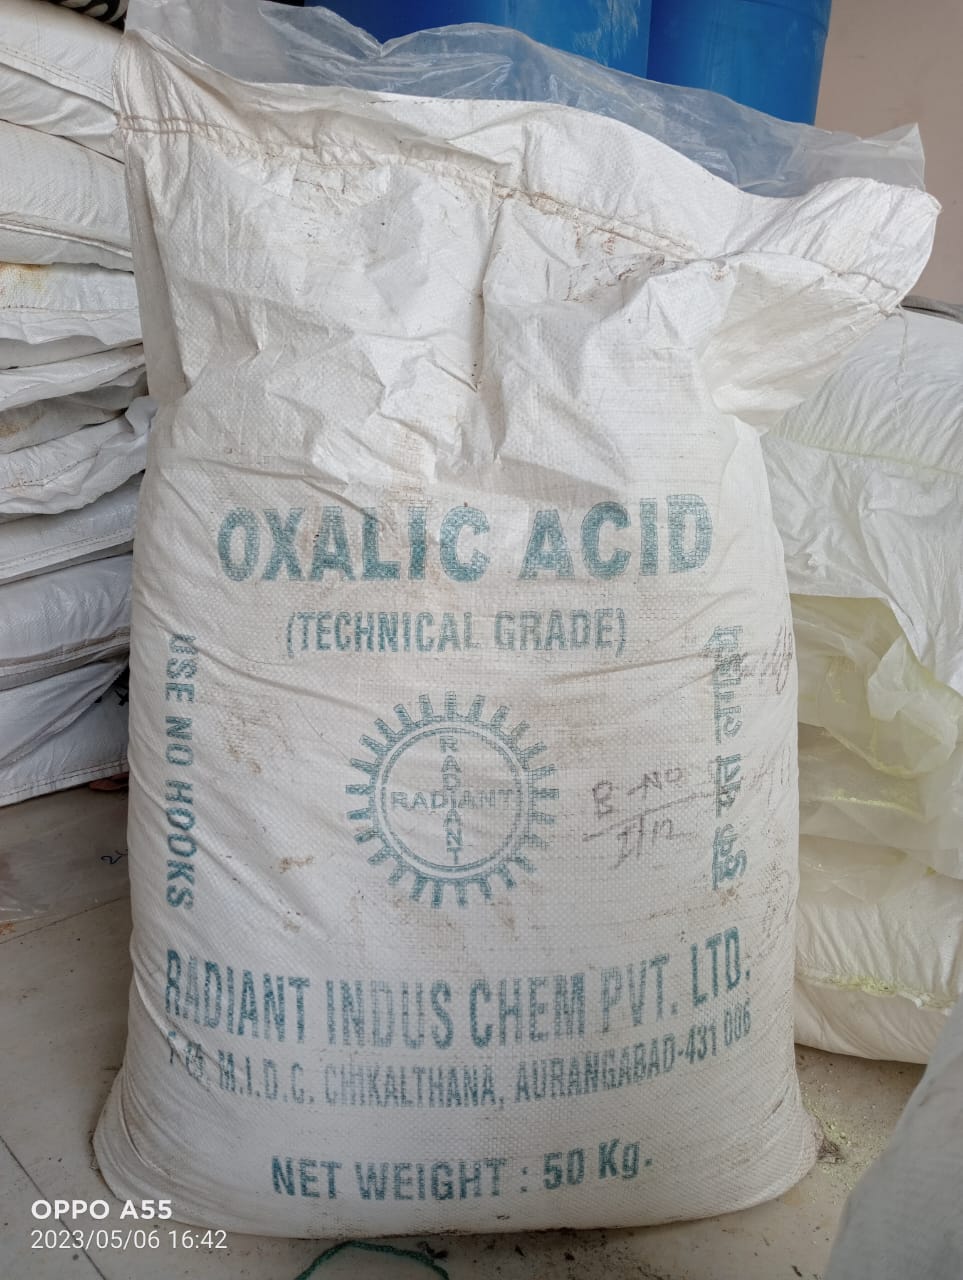 OXALIC ACID
(TECHNICAL GRADE)
USE NO HOOKS
RADIANT
RADIANT
B-NO
RADIANT INDUS CHEM PVT. LTD.
M.I.D.C. CHIKALTHANA, AURANGABAD-431 006
NET WEIGHT : 50 Kg.
OPPO A55
2023/05/06 16:42